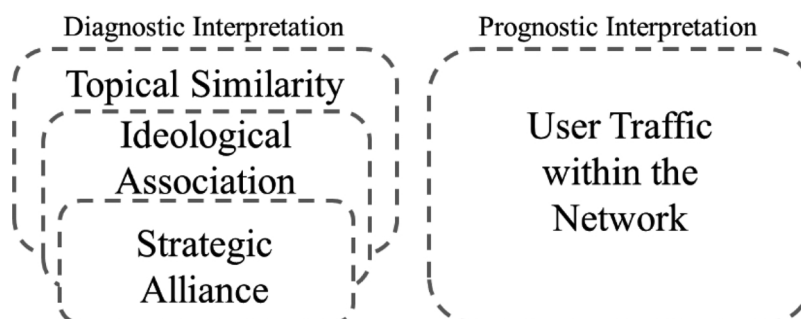 Diagnostic Interpretation
Topical Similarity
Ideological
Association
Strategic
Alliance
Prognostic Interpretation
User Traffic
within the
Network